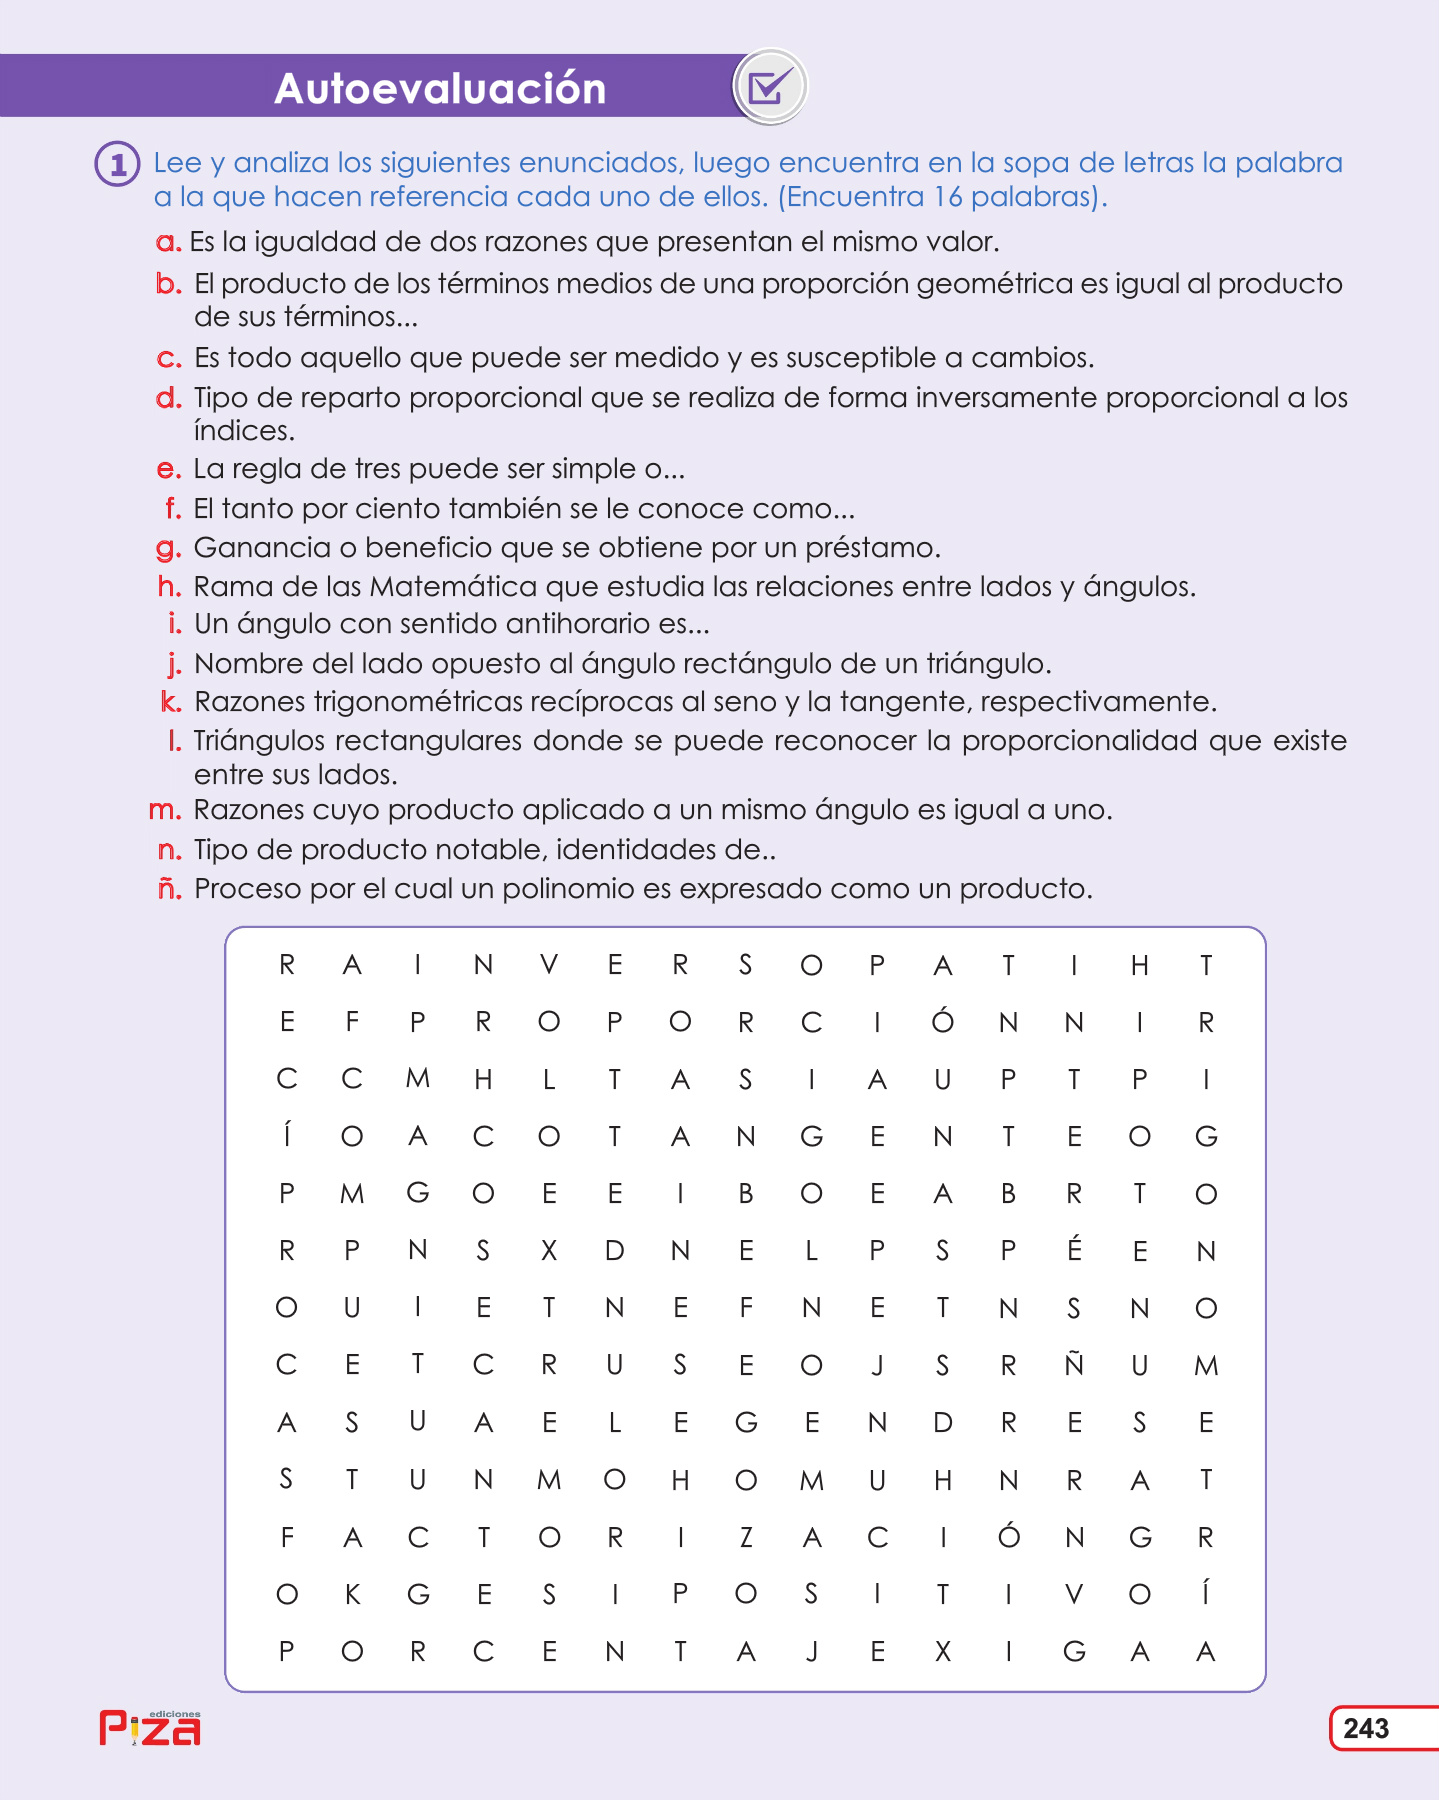 Autoevaluación
1 Lee y analiza los siguientes enunciados, luego encuentra en la sopa de letras la palabra
a la que hacen referencia cada uno de ellos. (Encuentra 16 palabras).
a. Es la igualdad de dos razones que presentan el mismo valor.
b. El producto de los términos medios de una proporción geométrica es igual al producto
de sus términos...
c. Es todo aquello que puede ser medido y es susceptible a cambios.
d. Tipo de reparto proporcional que se realiza de forma inversamente proporcional a los
índices.
e. La regla de tres puede ser simple o...
f. El tanto por ciento también se le conoce como...
g. Ganancia o beneficio que se obtiene por un préstamo.
h. Rama de las Matemática que estudia las relaciones entre lados y ángulos.
i. Un ángulo con sentido antihorario es...
j. Nombre del lado opuesto al ángulo rectángulo de un triángulo.
k. Razones trigonométricas recíprocas al seno y la tangente, respectivamente.
l. Triángulos rectangulares donde se puede reconocer la proporcionalidad que existe
entre sus lados.
m. Razones cuyo producto aplicado a un mismo ángulo es igual a uno.
n. Tipo de producto notable, identidades de..
ñ. Proceso por el cual un polinomio es expresado como un producto.
R A I N V E R S O P A T I H T
E F P R O P O R C I Ó N N I R
C C M H L T A S I A U P T P I
Í O A C O T A N G E N T E O G
P M G O E E I B O E A B R T O
R P N S X D N E L P S P É E N
O U I E T N E F N E T N S N O
C E T C R U S E O J S R Ñ U M
A S U A E L E G E N D R E S E
S T U N M O H O M U H N R A T
F A C T O R I Z A C I Ó N G R
O K G E S I P O S I T I V O Í
P O R C E N T A J E X I G A A
ediciones
Piza
243